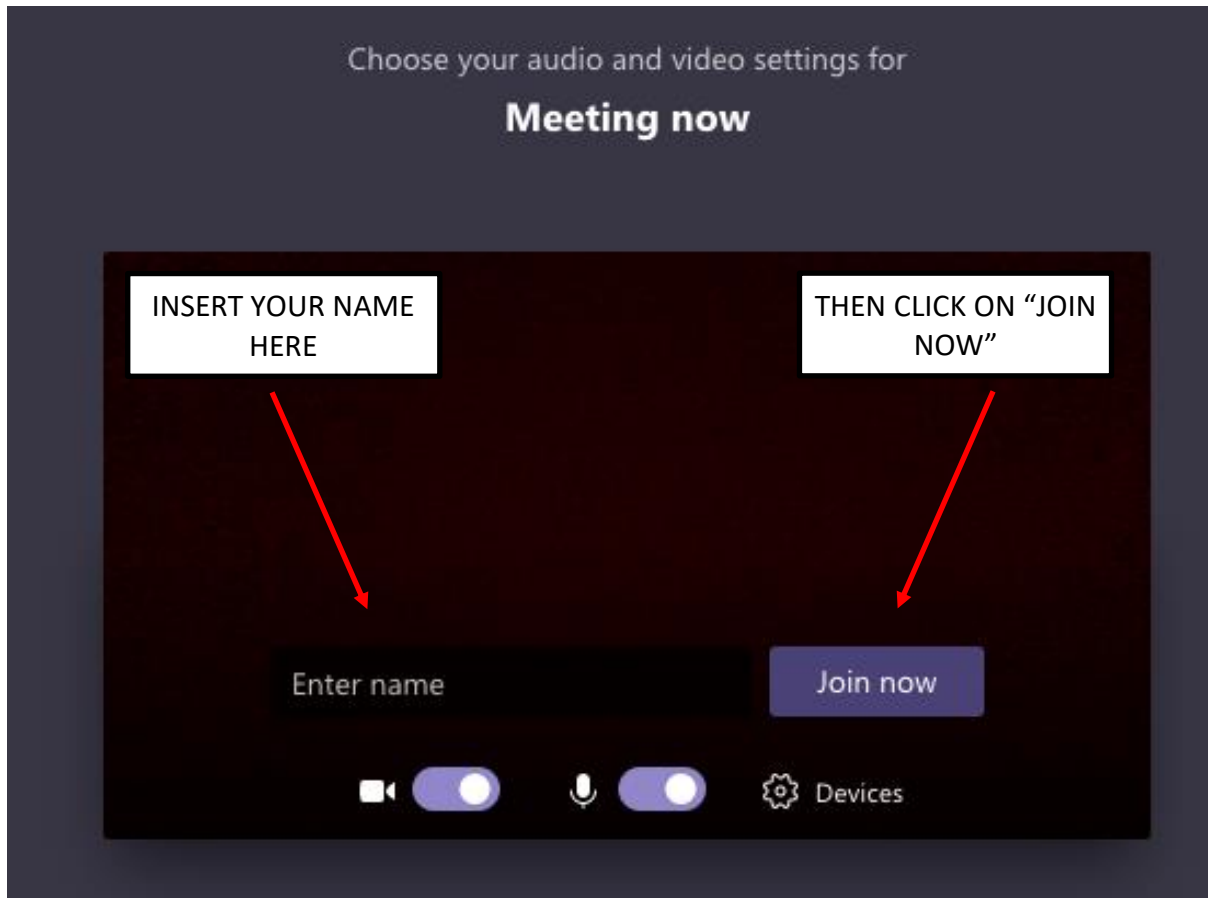 Choose your audio and video settings for
Meeting now
INSERT YOUR NAME
HERE
THEN CLICK ON “JOIN
NOW”
Enter name
Join now
Devices